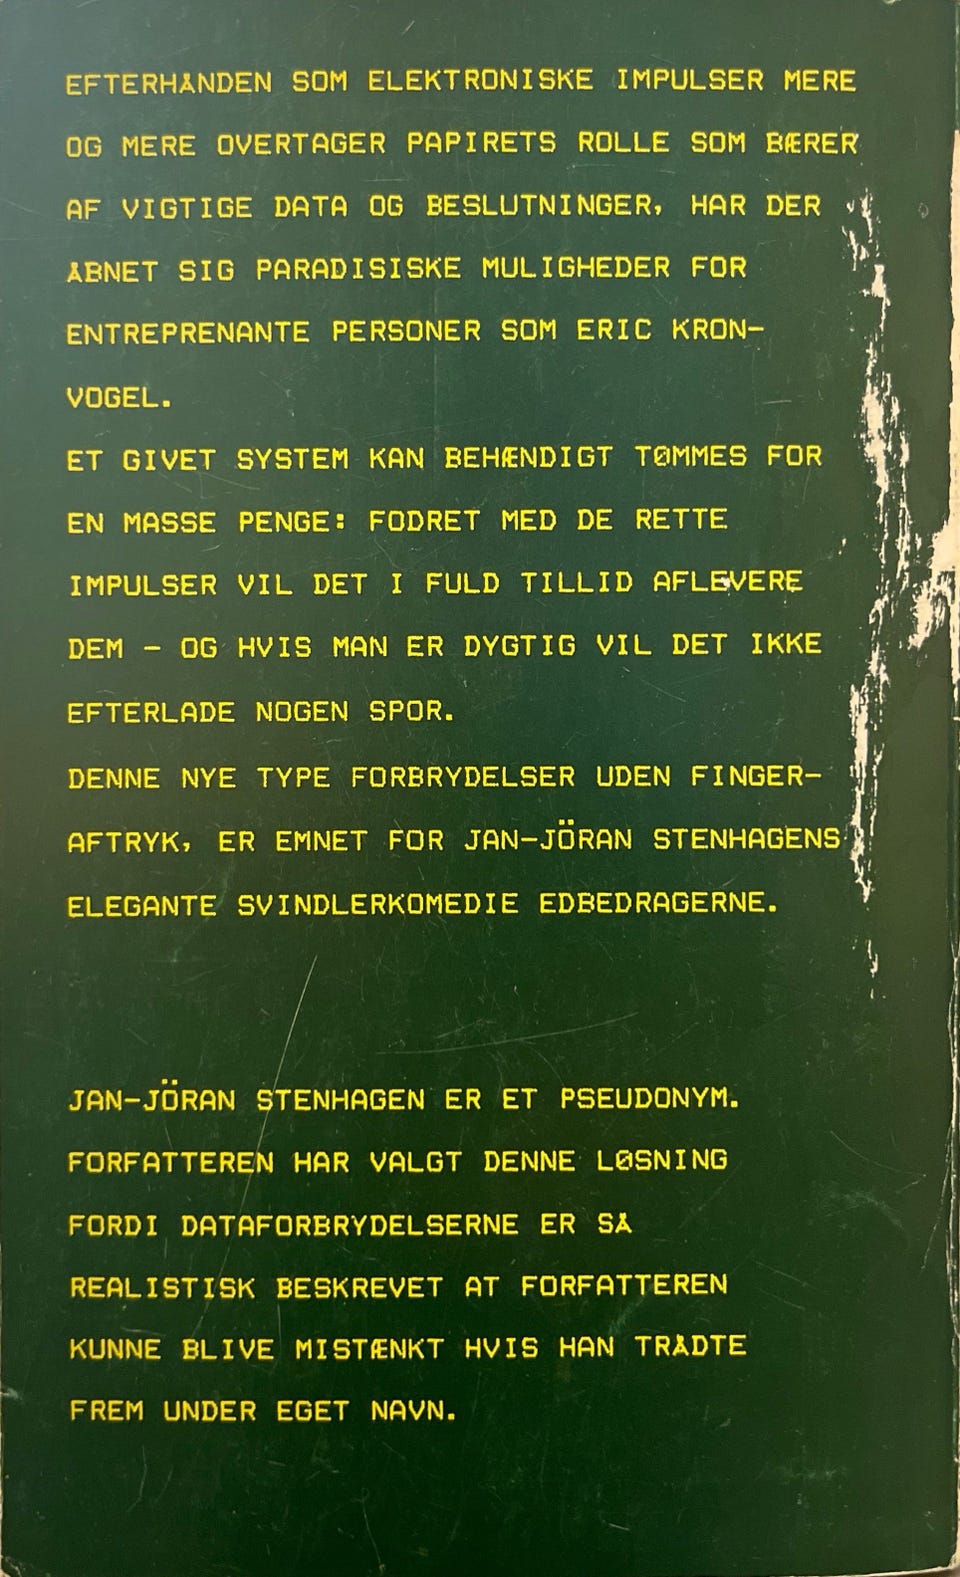 EFTERHÅNDEN SOM ELEKTRONISKE IMPULSER MERE
OG MERE OVERTAGER PAPIRETS ROLLE SOM BÆRER
AF VIGTIGE DATA OG BESLUTNINGER, HAR DER
ÅBNET SIG PARADISISKE MULIGHEDER FOR
ENTREPRENANTE PERSONER SOM ERIC KRON-
VOGEL.
ET GIVET SYSTEM KAN BEHÆNDIGT TØMMES FOR
EN MASSE PENGE: FODRET MED DE RETTE
IMPULSER VIL DET I FULD TILLID AFLEVERE
DEM - OG HVIS MAN ER DYGTIG VIL DET IKKE
EFTERLADE NOGEN SPOR.
DENNE NYE TYPE FORBRYDELSER UDEN FINGER-
AFTRYK, ER EMNET FOR JAN-JÖRAN STENHAGENS
ELEGANTE SVINDLERKOMEDIE EDBEDRAGERNE.
JAN-JÖRAN STENHAGEN ER ET PSEUDONYM.
FORFATTEREN HAR VALGT DENNE LØSNING
FORDI DATAFORBRYDELSERNE ER SÅ
REALISTISK BESKREVET AT FORFATTEREN
KUNNE BLIVE MISTÆNKT HVIS HAN TRÅDTE
FREM UNDER EGET NAVN.